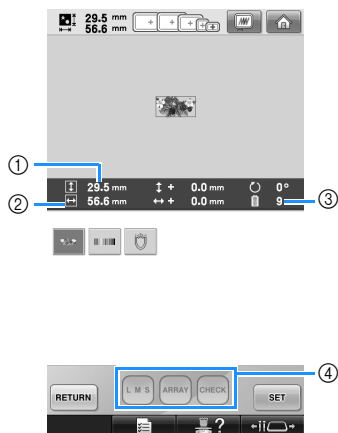 29.5 mm
56.6 mm
①
29.5 mm + 0.0 mm 0°
② 56.6 mm + 0.0 mm 9 ③
④
L M S ARRAY CHECK
RETURN SET
?